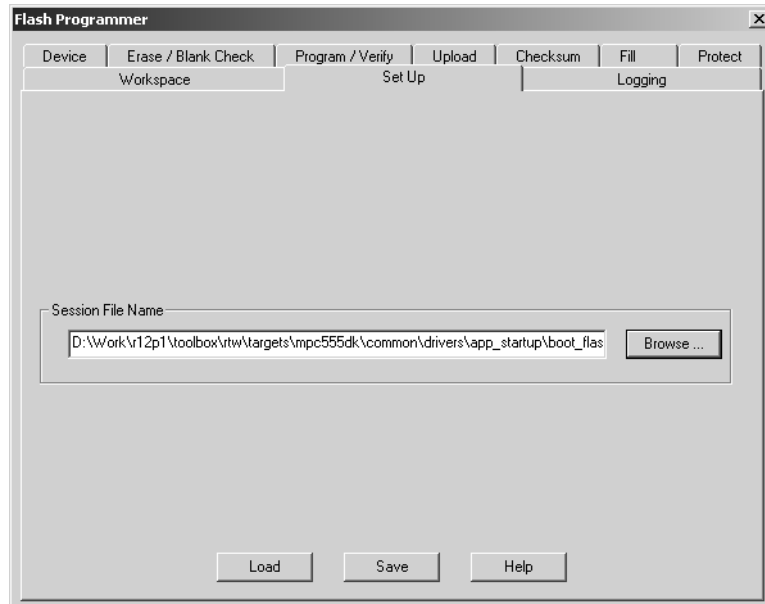 Flash Programmer
Device Erase / Blank Check Program / Verify Upload Checksum Fill Protect
Workspace Set Up Logging
Session File Name
D:\Work\r12p1\toolbox\rtw\targets\mpc555dk\common\drivers\app_startup\boot_flas Browse ...
Load Save Help